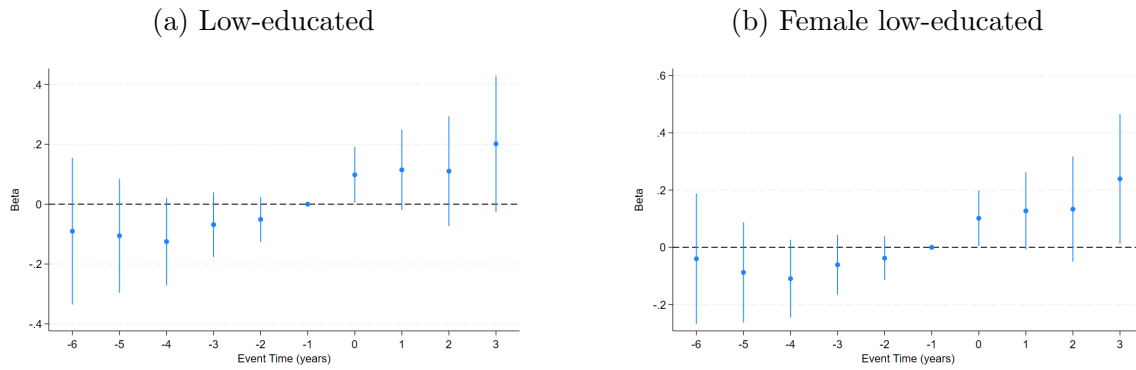 (a) Low-educated
.4
.2
0
-.2
-.4
Beta
-6 -5 -4 -3 -2 -1 0 1 2 3
Event Time (years)
(b) Female low-educated
.6
.4
.2
0
-.2
Beta
-6 -5 -4 -3 -2 -1 0 1 2 3
Event Time (years)